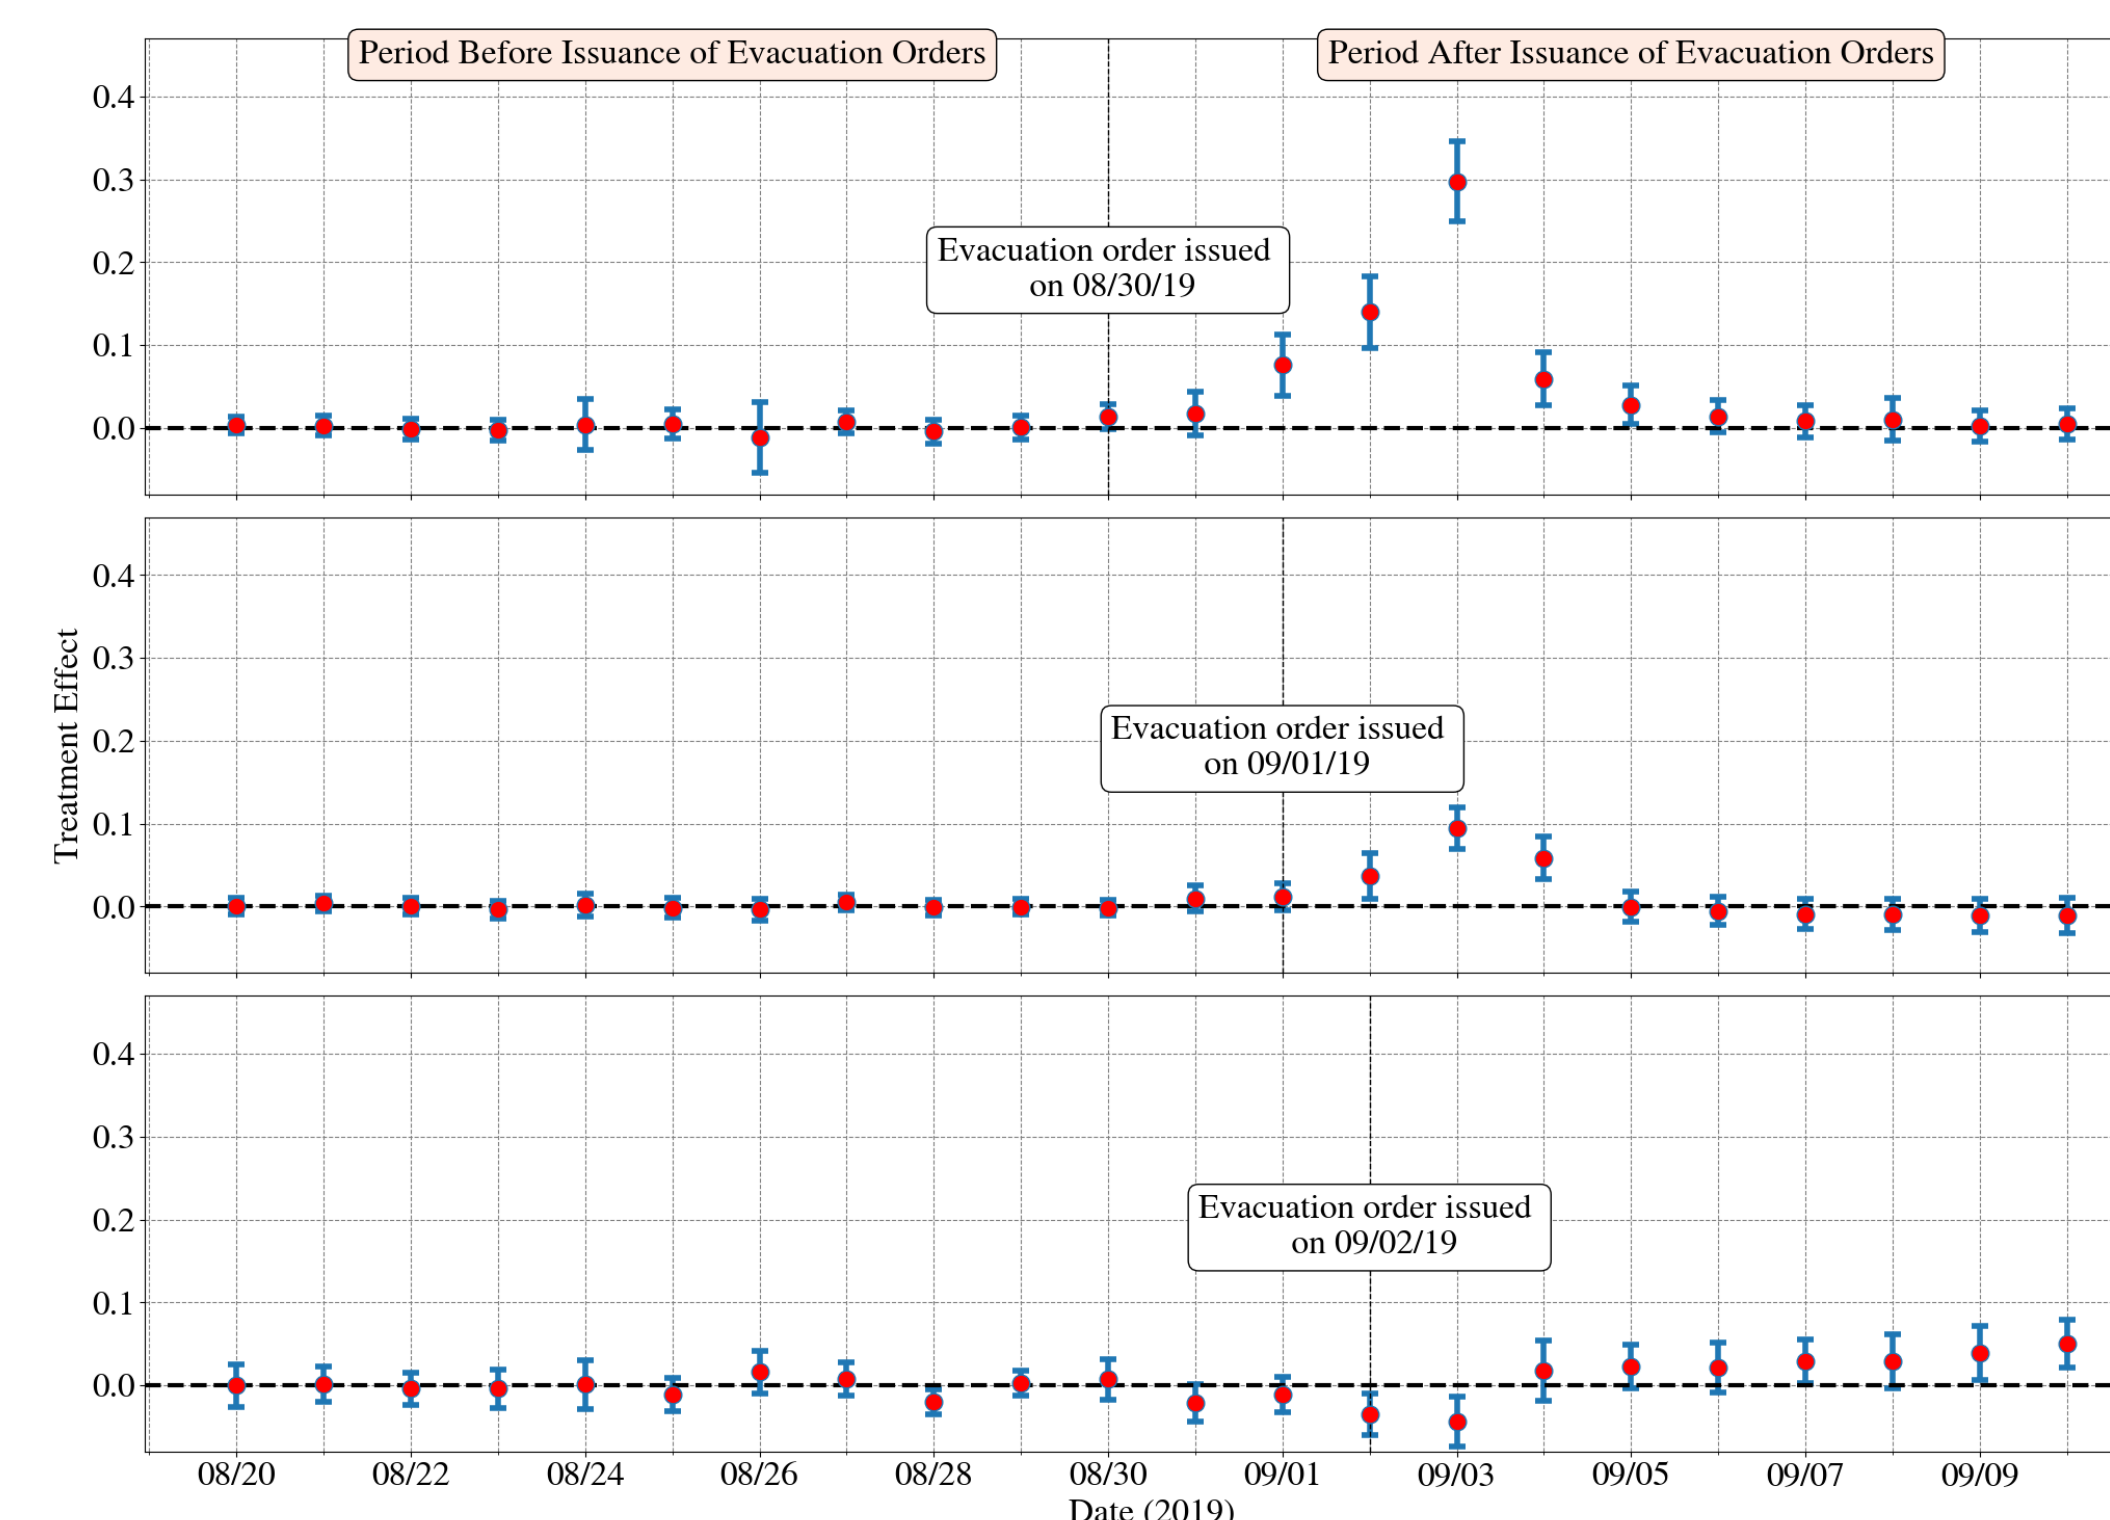 Period Before Issuance of Evacuation Orders
Period After Issuance of Evacuation Orders
0.4
0.3
0.2
0.1
0.0
Evacuation order issued
on 08/30/19
Treatment Effect
0.4
0.3
0.2
0.1
0.0
Evacuation order issued
on 09/01/19
0.4
0.3
0.2
0.1
0.0
Evacuation order issued
on 09/02/19
08/20 08/22 08/24 08/26 08/28 08/30 09/01 09/03 09/05 09/07 09/09
Date (2019)